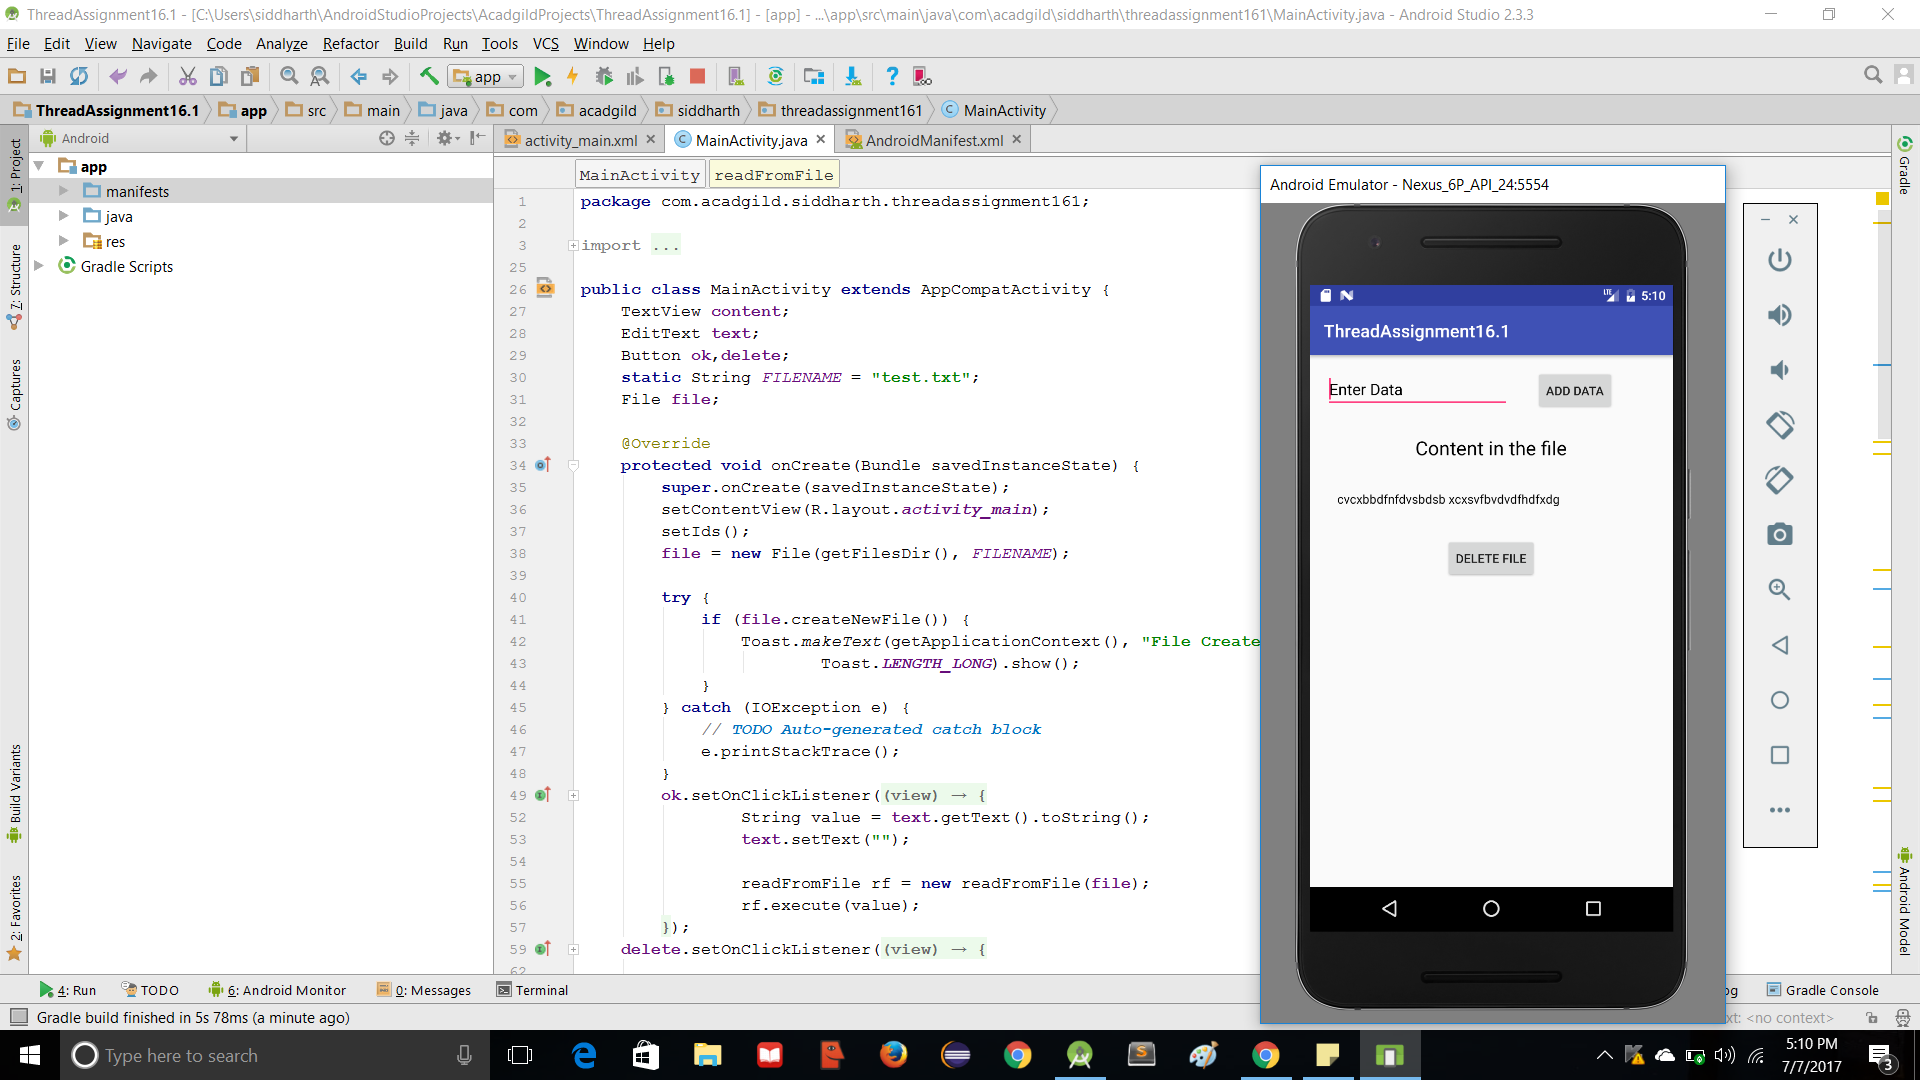 ThreadAssignment16.1 - [C:\Users\siddharth\AndroidStudioProjects\AcadgildProjects\ThreadAssignment16.1] - [app] - ...\app\src\main\java\com\acadgild\siddharth\threadassignment161\MainActivity.java - Android Studio 2.3.3
File Edit View Navigate Code Analyze Refactor Build Run Tools VCS Window Help
app
ThreadAssignment16.1 app src main java com acadgild siddharth threadassignment161 MainActivity
Android
activity_main.xml MainActivity.java AndroidManifest.xml
1: Project
7: Structure
Captures
Build Variants
2: Favorites
app
manifests
java
res
Gradle Scripts
MainActivity readFromFile
1 package com.acadgild.siddharth.threadassignment161;
2
3 import ...
25
26 public class MainActivity extends AppCompatActivity {
27 TextView content;
28 EditText text;
29 Button ok,delete;
30 static String FILENAME = "test.txt";
31 File file;
32
33 @Override
34 protected void onCreate(Bundle savedInstanceState) {
35 super.onCreate(savedInstanceState);
36 setContentView(R.layout.activity_main);
37 setIds();
38 file = new File(getFilesDir(), FILENAME);
39
40 try {
41 if (file.createNewFile()) {
42 Toast.makeText(getApplicationContext(), "File Create
43 Toast.LENGTH_LONG).show();
44 }
45 } catch (IOException e) {
46 // TODO Auto-generated catch block
47 e.printStackTrace();
48 }
49 ok.setOnClickListener((view) → {
52 String value = text.getText().toString();
53 text.setText("");
54
55 readFromFile rf = new readFromFile(file);
56 rf.execute(value);
57 });
59 delete.setOnClickListener((view) → {
62
Android Emulator - Nexus_6P_API_24:5554
LTE 5:10
ThreadAssignment16.1
Enter Data ADD DATA
Content in the file
cvcxbbdfnfdvsbdsb xcxsvfbvdvdfhdfxdg
DELETE FILE
Gradle
Android Model
4: Run TODO 6: Android Monitor 0: Messages Terminal
og Gradle Console
Gradle build finished in 5s 78ms (a minute ago)
xt: <no context>
Type here to search
5:10 PM
7/7/2017
3